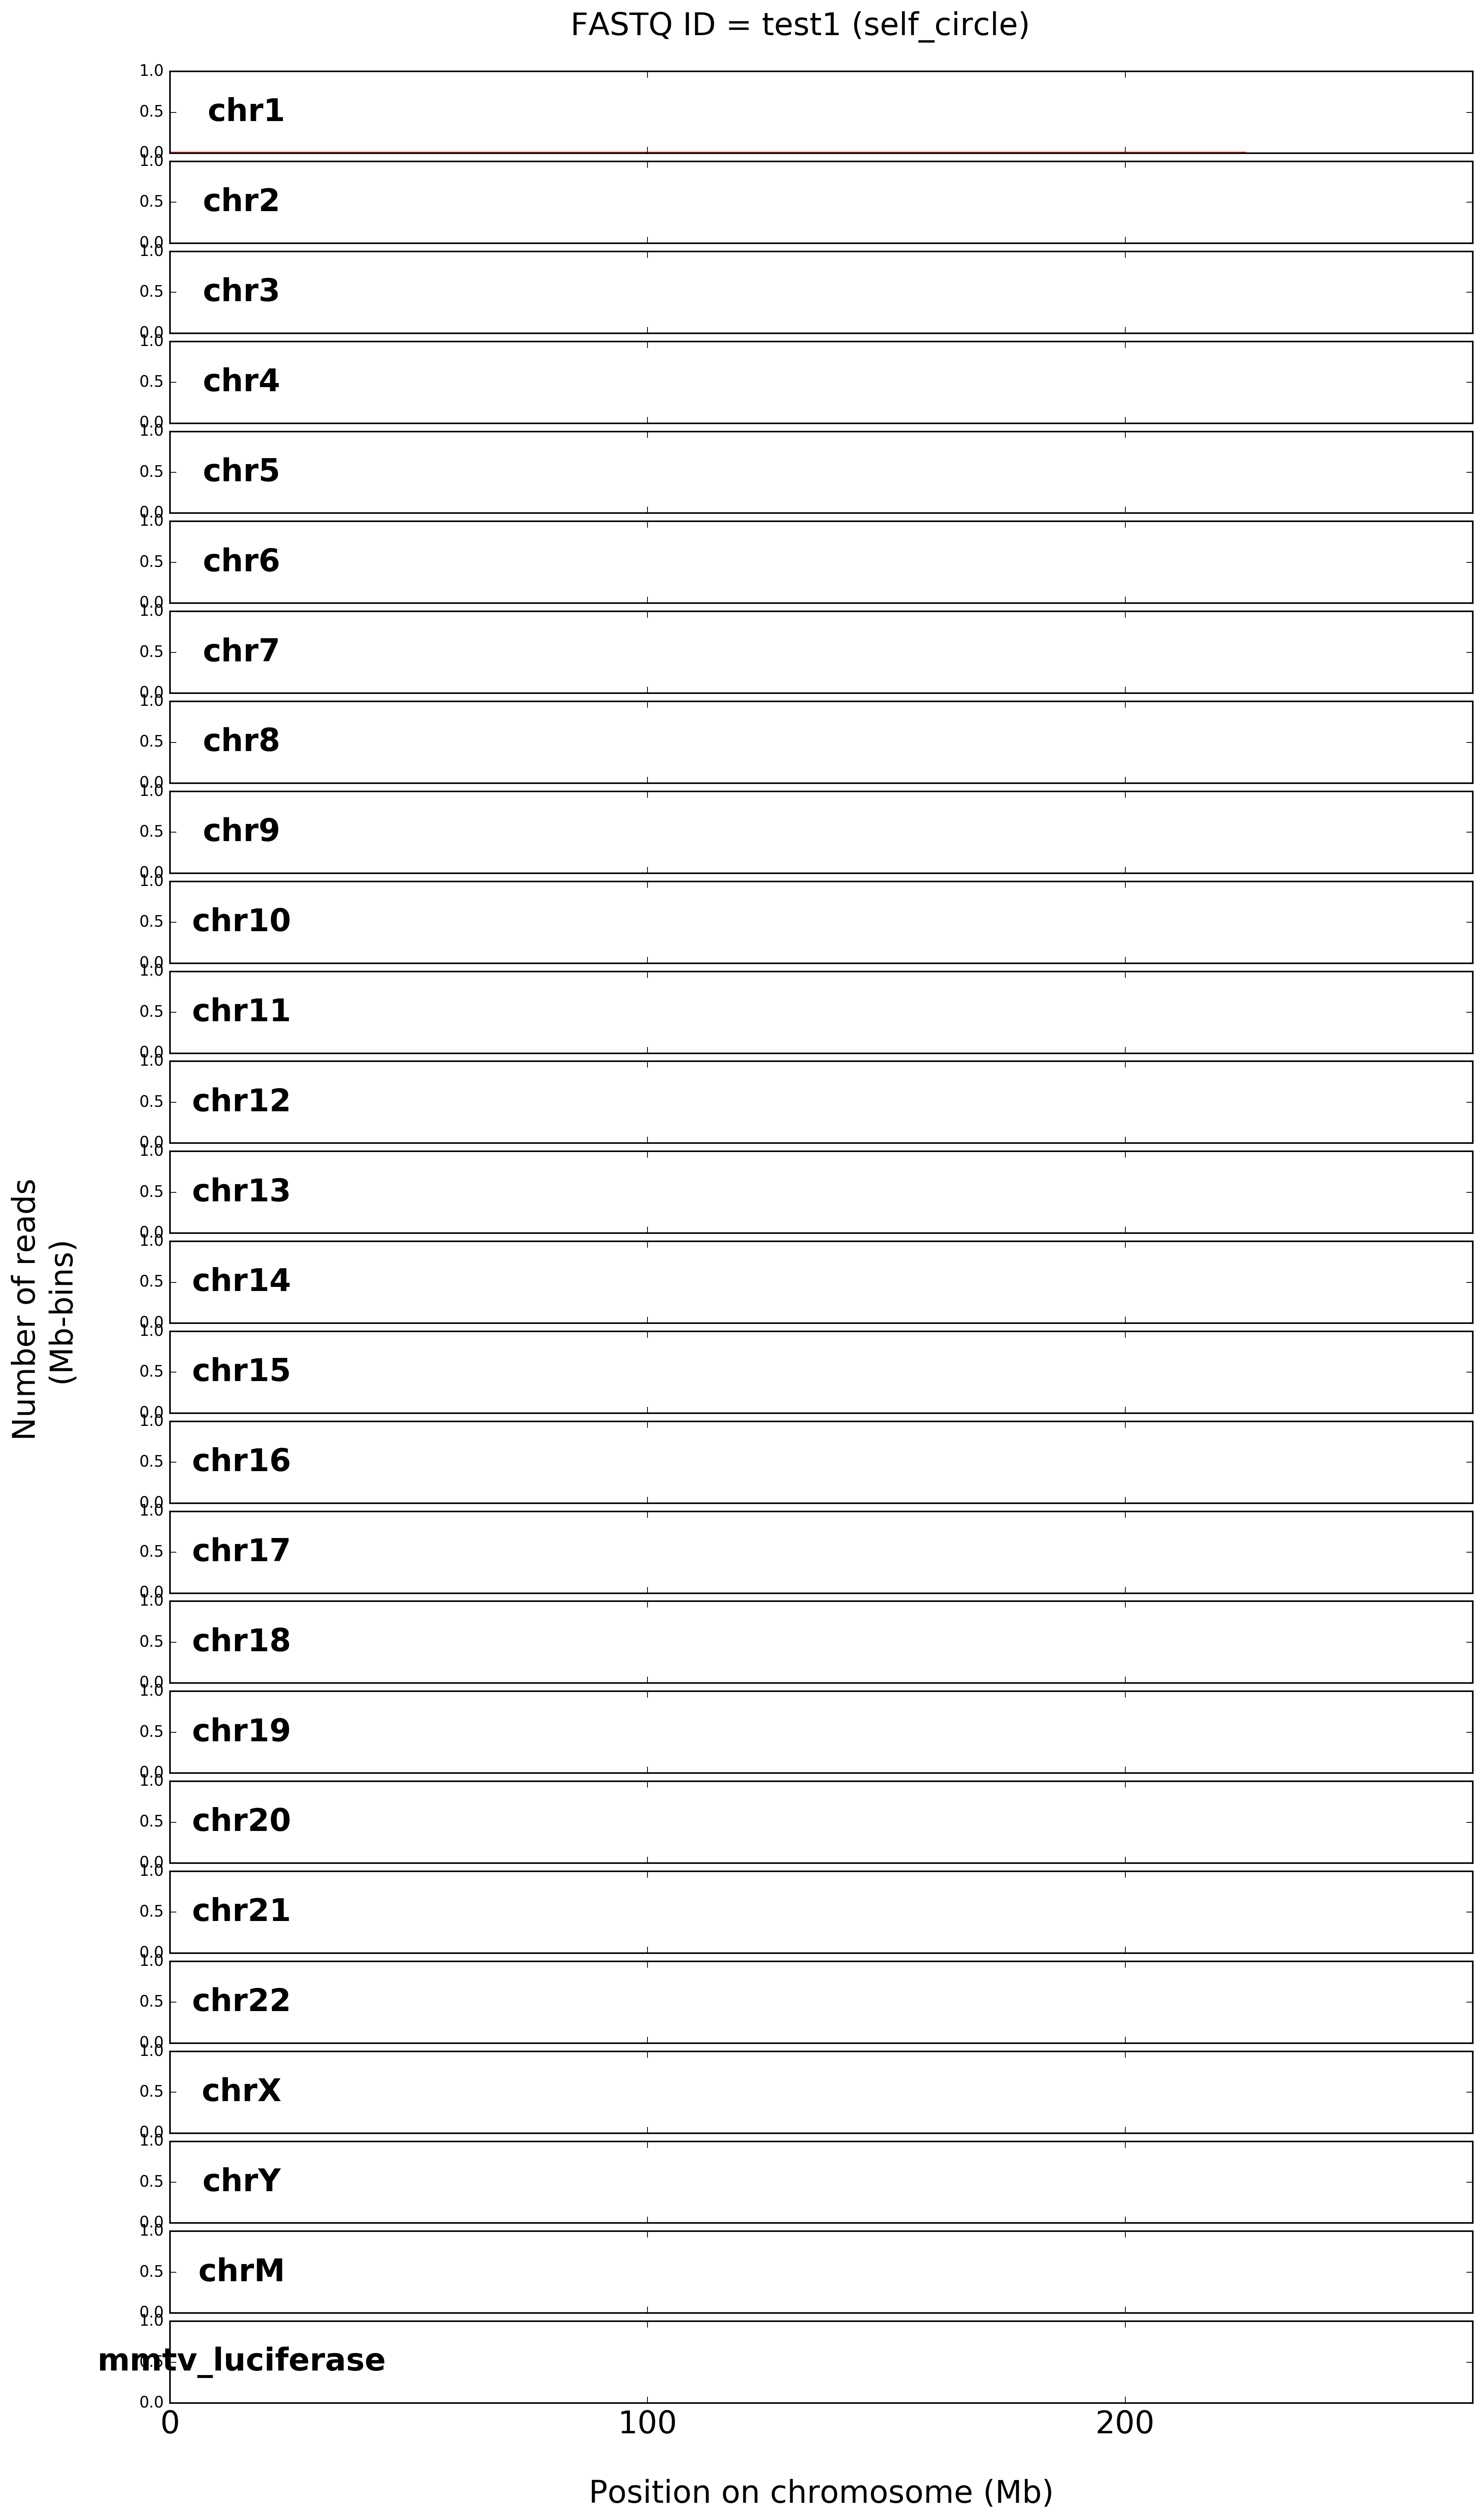 FASTQ ID = test1 (self_circle)
1.0
chr1
0.5
0.0
1.0
chr2
0.5
0.0
1.0
chr3
0.5
0.0
1.0
chr4
0.5
0.0
1.0
chr5
0.5
0.0
1.0
chr6
0.5
0.0
1.0
chr7
0.5
0.0
1.0
chr8
0.5
0.0
1.0
chr9
0.5
0.0
1.0
chr10
0.5
0.0
1.0
chr11
0.5
0.0
1.0
chr12
0.5
0.0
1.0
chr13
0.5
0.0
Number of reads
(Mb-bins)
1.0
chr14
0.5
0.0
1.0
chr15
0.5
0.0
1.0
chr16
0.5
0.0
1.0
chr17
0.5
0.0
1.0
chr18
0.5
0.0
1.0
chr19
0.5
0.0
1.0
chr20
0.5
0.0
1.0
chr21
0.5
0.0
1.0
chr22
0.5
0.0
1.0
chrX
0.5
0.0
1.0
chrY
0.5
0.0
1.0
chrM
0.5
0.0
1.0
mmtv_luciferase
0.5
0.0
0 100 200
Position on chromosome (Mb)